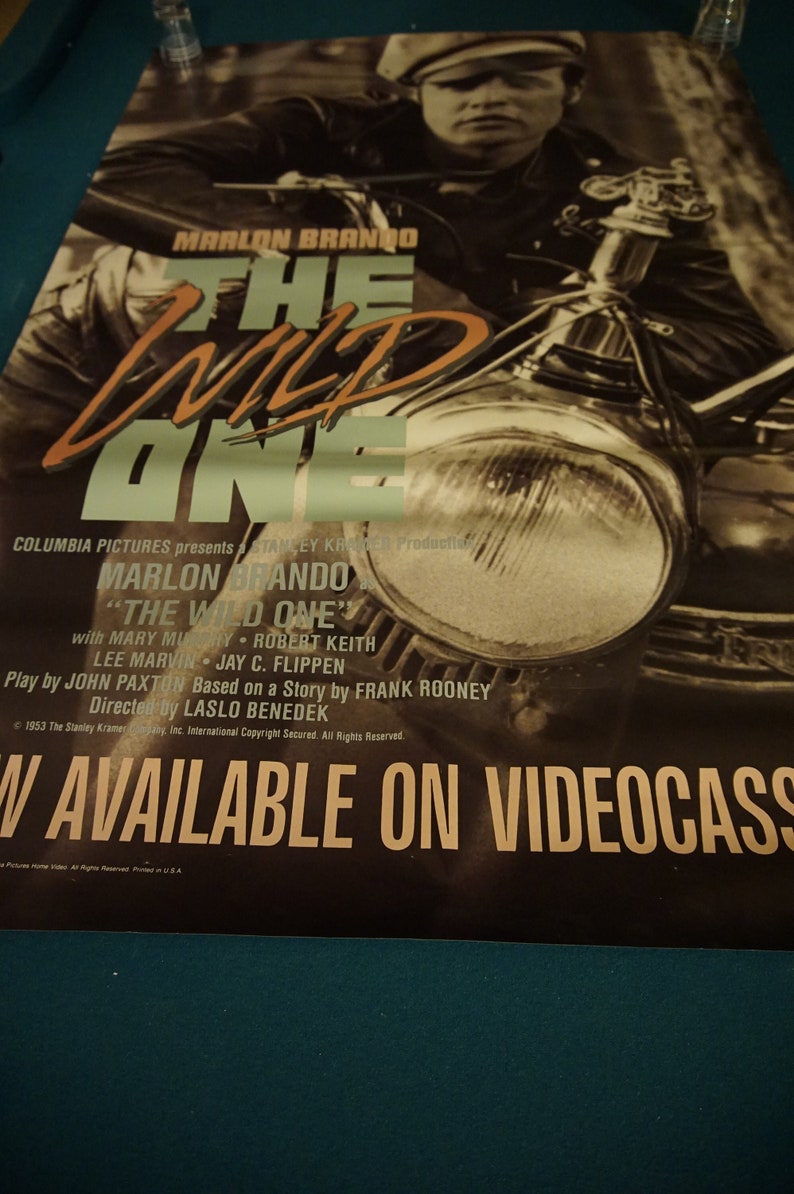 MARLON BRANDO
THE
WILD
ONE
COLUMBIA PICTURES presents a STANLEY KRAMER Production
MARLON BRANDO as
"THE WILD ONE"
with MARY MURPHY • ROBERT KEITH
LEE MARVIN • JAY C. FLIPPEN
Play by JOHN PAXTON Based on a Story by FRANK ROONEY
Directed by LASLO BENEDEK
© 1953 The Stanley Kramer Company, Inc. International Copyright Secured. All Rights Reserved.
W AVAILABLE ON VIDEOCASS
Pictures Home Video. All Rights Reserved. Printed in U.S.A.